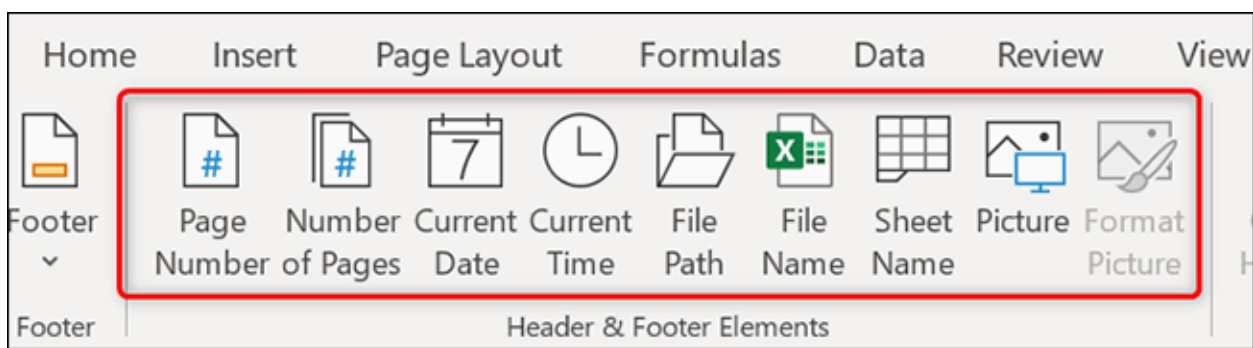 Home Insert Page Layout Formulas Data Review View
# # 7 X
Footer Page Number Current Current File File Sheet Picture Format
Number of Pages Date Time Path Name Name Picture H
Footer Header & Footer Elements